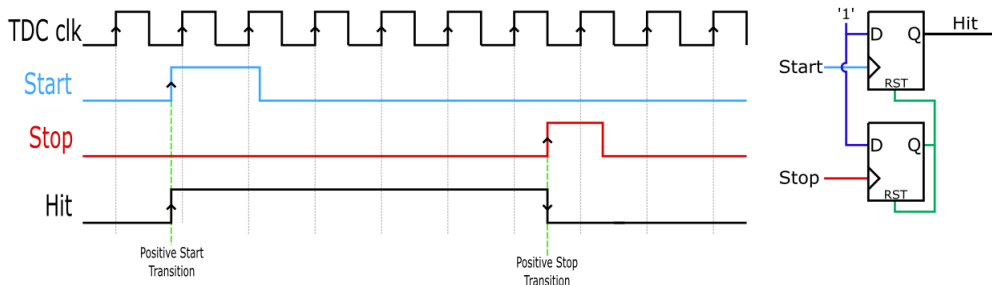 TDC clk
Start
Stop
Hit
Positive Start
Transition
Positive Stop
Transition
'1'
D
Q
Hit
Start
RST
D
Q
Stop
RST